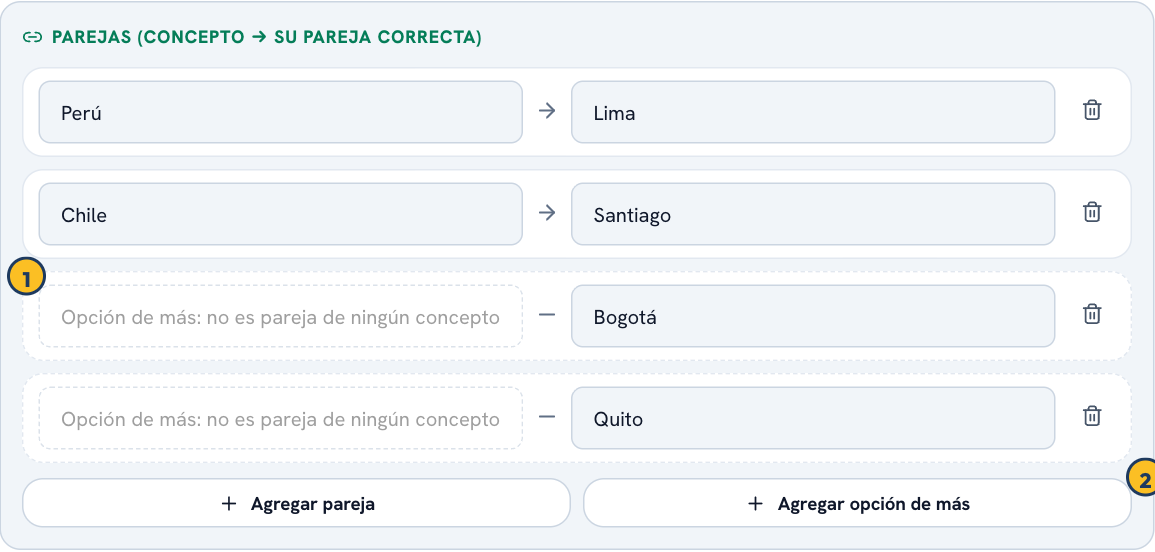 PAREJAS (CONCEPTO → SU PAREJA CORRECTA)
Perú → Lima
Chile → Santiago
1
Opción de más: no es pareja de ningún concepto — Bogotá
Opción de más: no es pareja de ningún concepto — Quito
2
+ Agregar pareja
+ Agregar opción de más